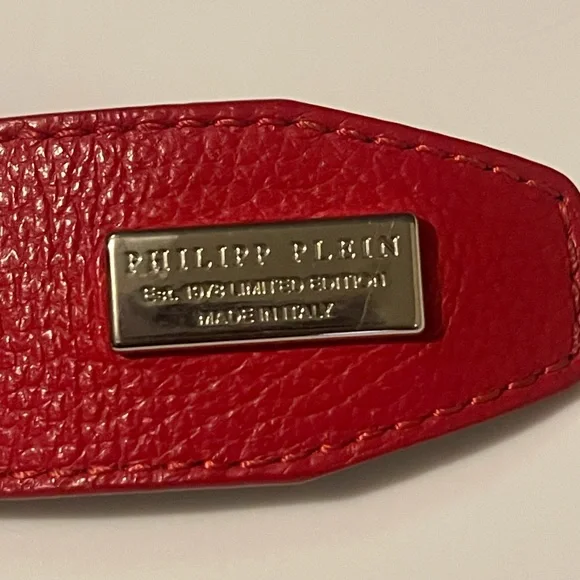 PHILIPP PLEIN
EST. 1978 LIMITED EDITION
MADE IN ITALY